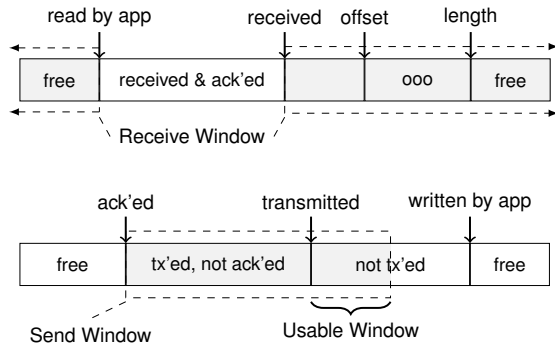 read by app received offset length
free received & ack'ed ooo free
Receive Window
ack'ed transmitted written by app
free tx'ed, not ack'ed not tx'ed free
Send Window Usable Window